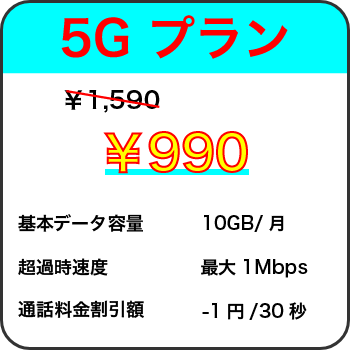 5G プラン
¥1,590
¥990
基本データ容量 10GB/ 月
超過時速度 最大 1Mbps
通話料金割引額 -1 円 /30 秒